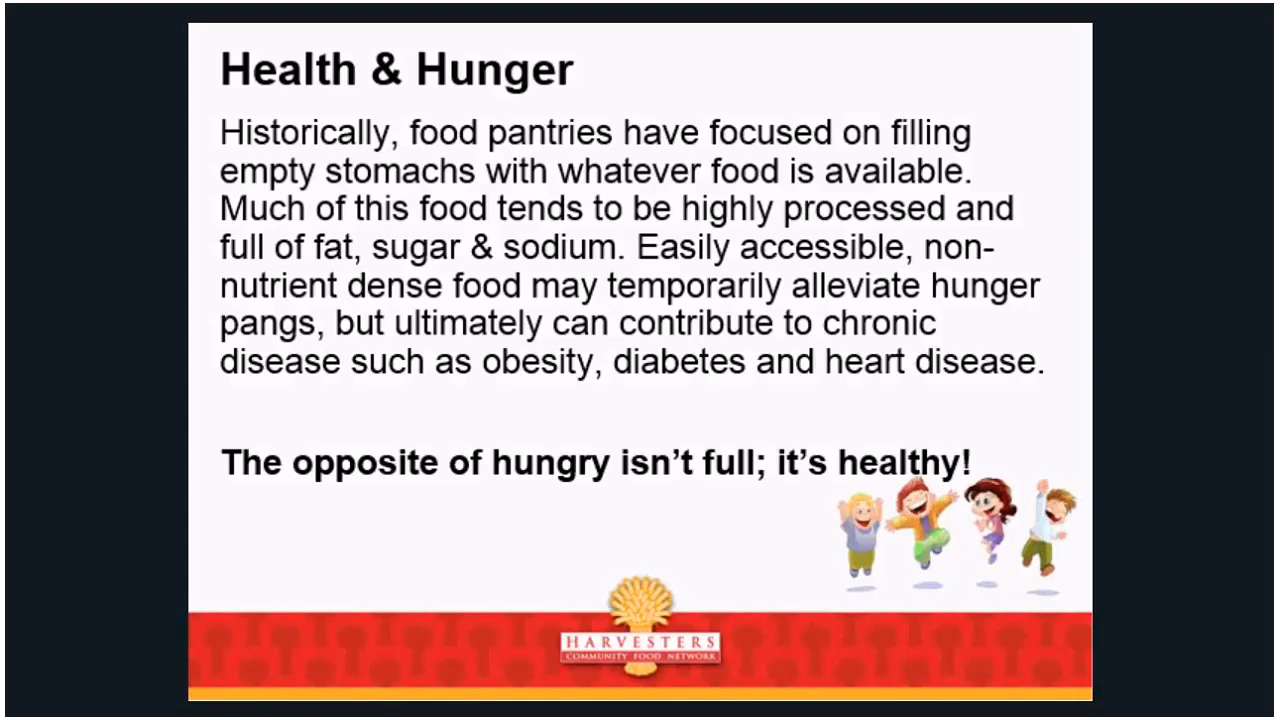 Health & Hunger
Historically, food pantries have focused on filling
empty stomachs with whatever food is available.
Much of this food tends to be highly processed and
full of fat, sugar & sodium. Easily accessible, non-
nutrient dense food may temporarily alleviate hunger
pangs, but ultimately can contribute to chronic
disease such as obesity, diabetes and heart disease.
The opposite of hungry isn’t full; it’s healthy!
HARVESTERS
COMMUNITY FOOD NETWORK